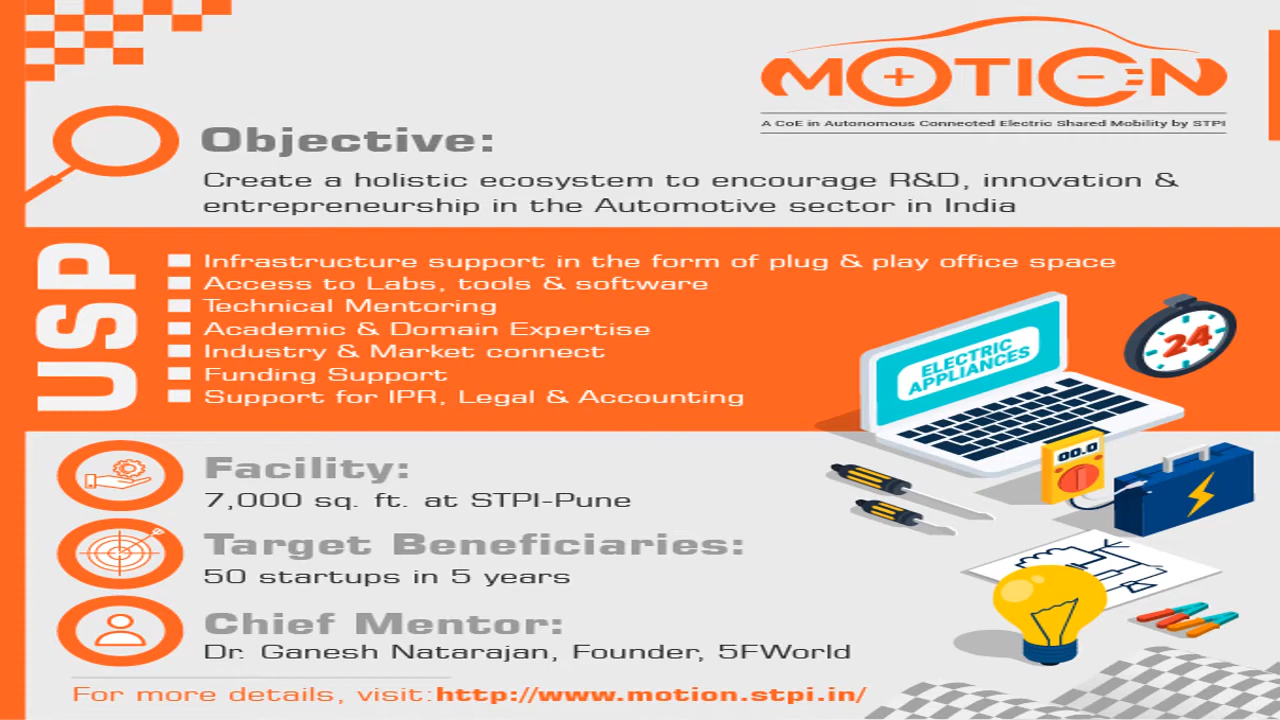 MOTION
A CoE in Autonomous Connected Electric Shared Mobility by STPI
Objective:
Create a holistic ecosystem to encourage R&D, innovation &
entrepreneurship in the Automotive sector in India
USP
Infrastructure support in the form of plug & play office space
Access to Labs, tools & software
Technical Mentoring
Academic & Domain Expertise
Industry & Market connect
Funding Support
Support for IPR, Legal & Accounting
ELECTRIC
APPLIANCES
24
00.0
Facility:
7,000 sq. ft. at STPI-Pune
Target Beneficiaries:
50 startups in 5 years
Chief Mentor:
Dr. Ganesh Natarajan, Founder, 5FWorld
For more details, visit:http://www.motion.stpi.in/